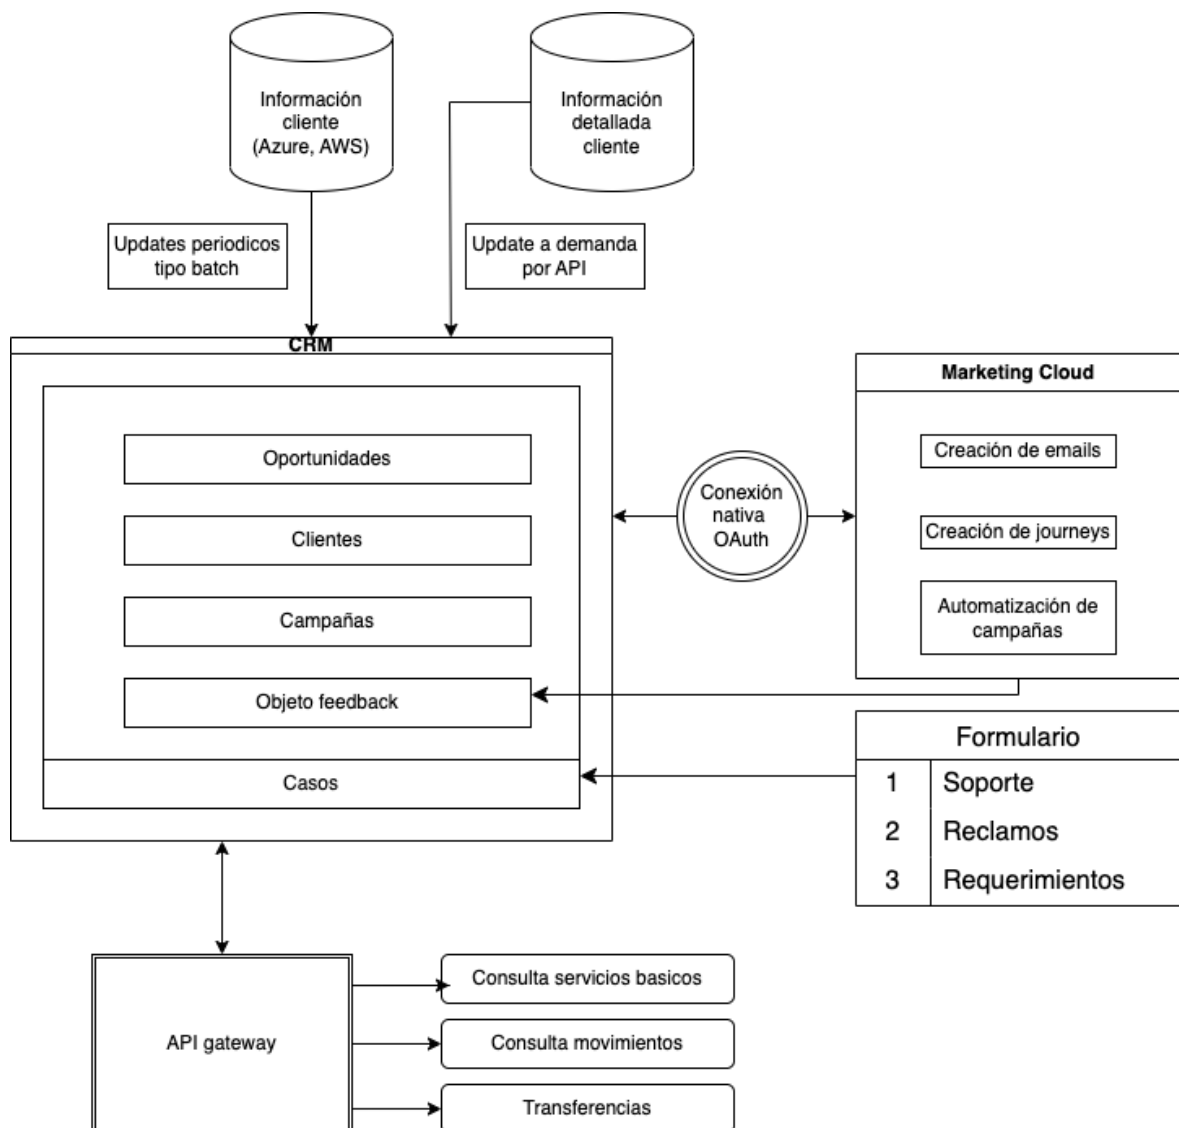 Información
cliente
(Azure, AWS)
Información
detallada
cliente
Updates periodicos
tipo batch
Update a demanda
por API
CRM
Oportunidades
Clientes
Campañas
Objeto feedback
Casos
Conexión
nativa
OAuth
Marketing Cloud
Creación de emails
Creación de journeys
Automatización de
campañas
Formulario
1 Soporte
2 Reclamos
3 Requerimientos
API gateway
Consulta servicios basicos
Consulta movimientos
Transferencias